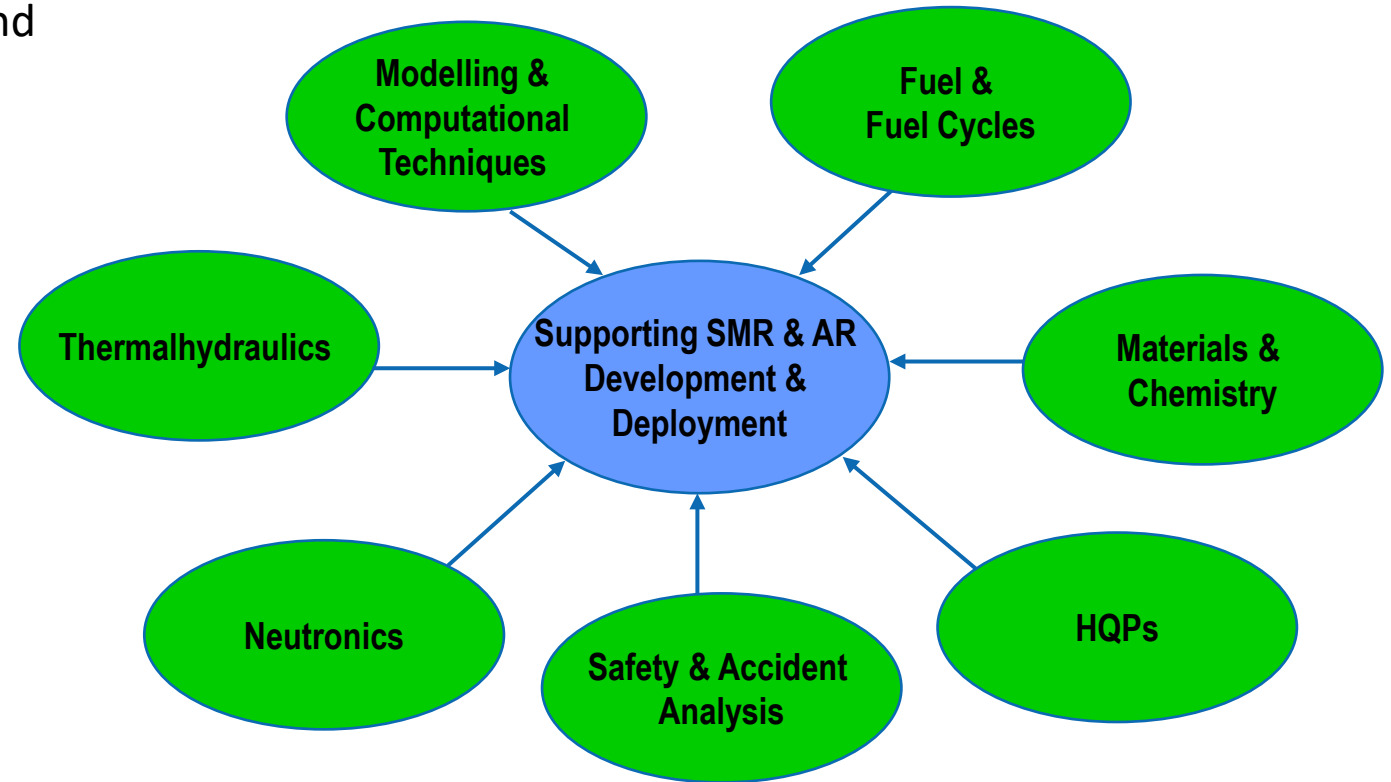 nd
Modelling &
Computational
Techniques
Fuel &
Fuel Cycles
Thermalhydraulics
Supporting SMR & AR
Development &
Deployment
Materials &
Chemistry
Neutronics
Safety & Accident
Analysis
HQPs